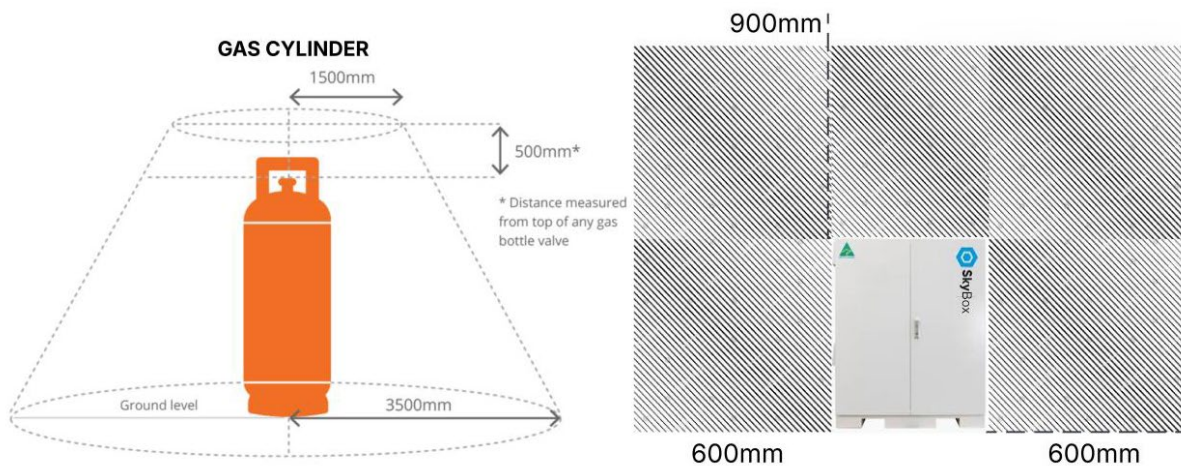 GAS CYLINDER
1500mm
500mm*
* Distance measured
from top of any gas
bottle valve
Ground level
3500mm
900mm
SkyBox
600mm
600mm